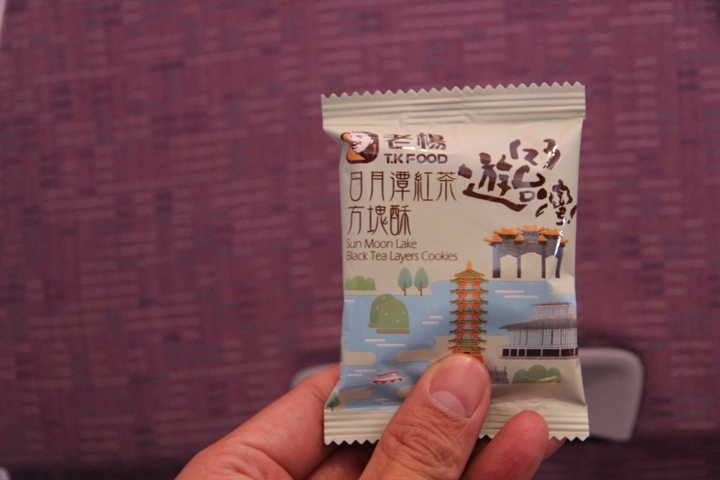 老楊
T.K FOOD
遊台灣
日月潭紅茶
方塊酥
Sun Moon Lake
Black Tea Layers Cookies